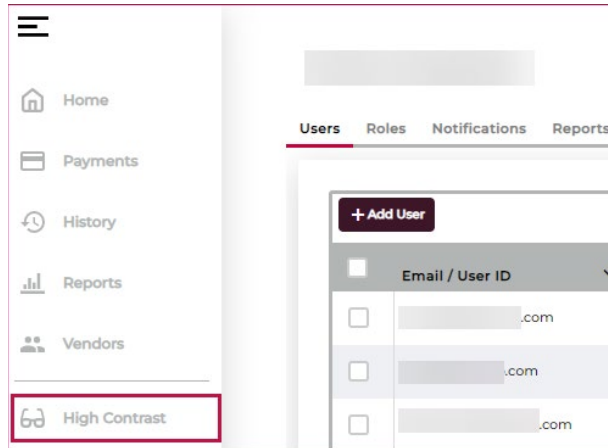 Home
Payments
History
Reports
Vendors
High Contrast
Users Roles Notifications Reports
+ Add User
Email / User ID
.com
.com
.com